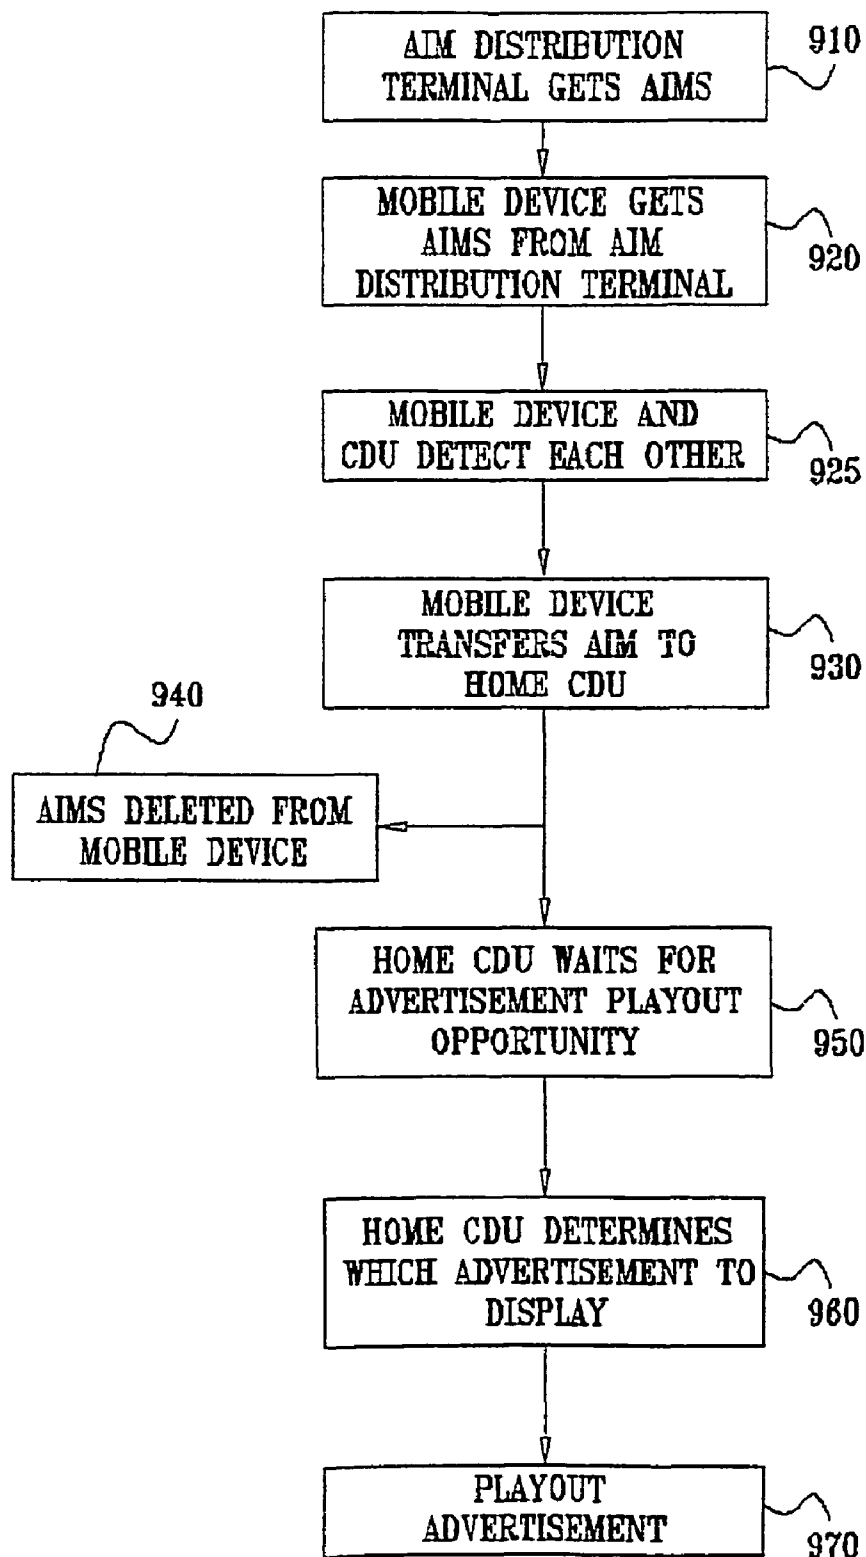 AIM DISTRIBUTION
TERMINAL GETS AIMS
910
MOBILE DEVICE GETS
AIMS FROM AIM
DISTRIBUTION TERMINAL
920
MOBILE DEVICE AND
CDU DETECT EACH OTHER
925
MOBILE DEVICE
TRANSFERS AIM TO
HOME CDU
930
940
AIMS DELETED FROM
MOBILE DEVICE
HOME CDU WAITS FOR
ADVERTISEMENT PLAYOUT
OPPORTUNITY
950
HOME CDU DETERMINES
WHICH ADVERTISEMENT TO
DISPLAY
960
PLAYOUT
ADVERTISEMENT
970